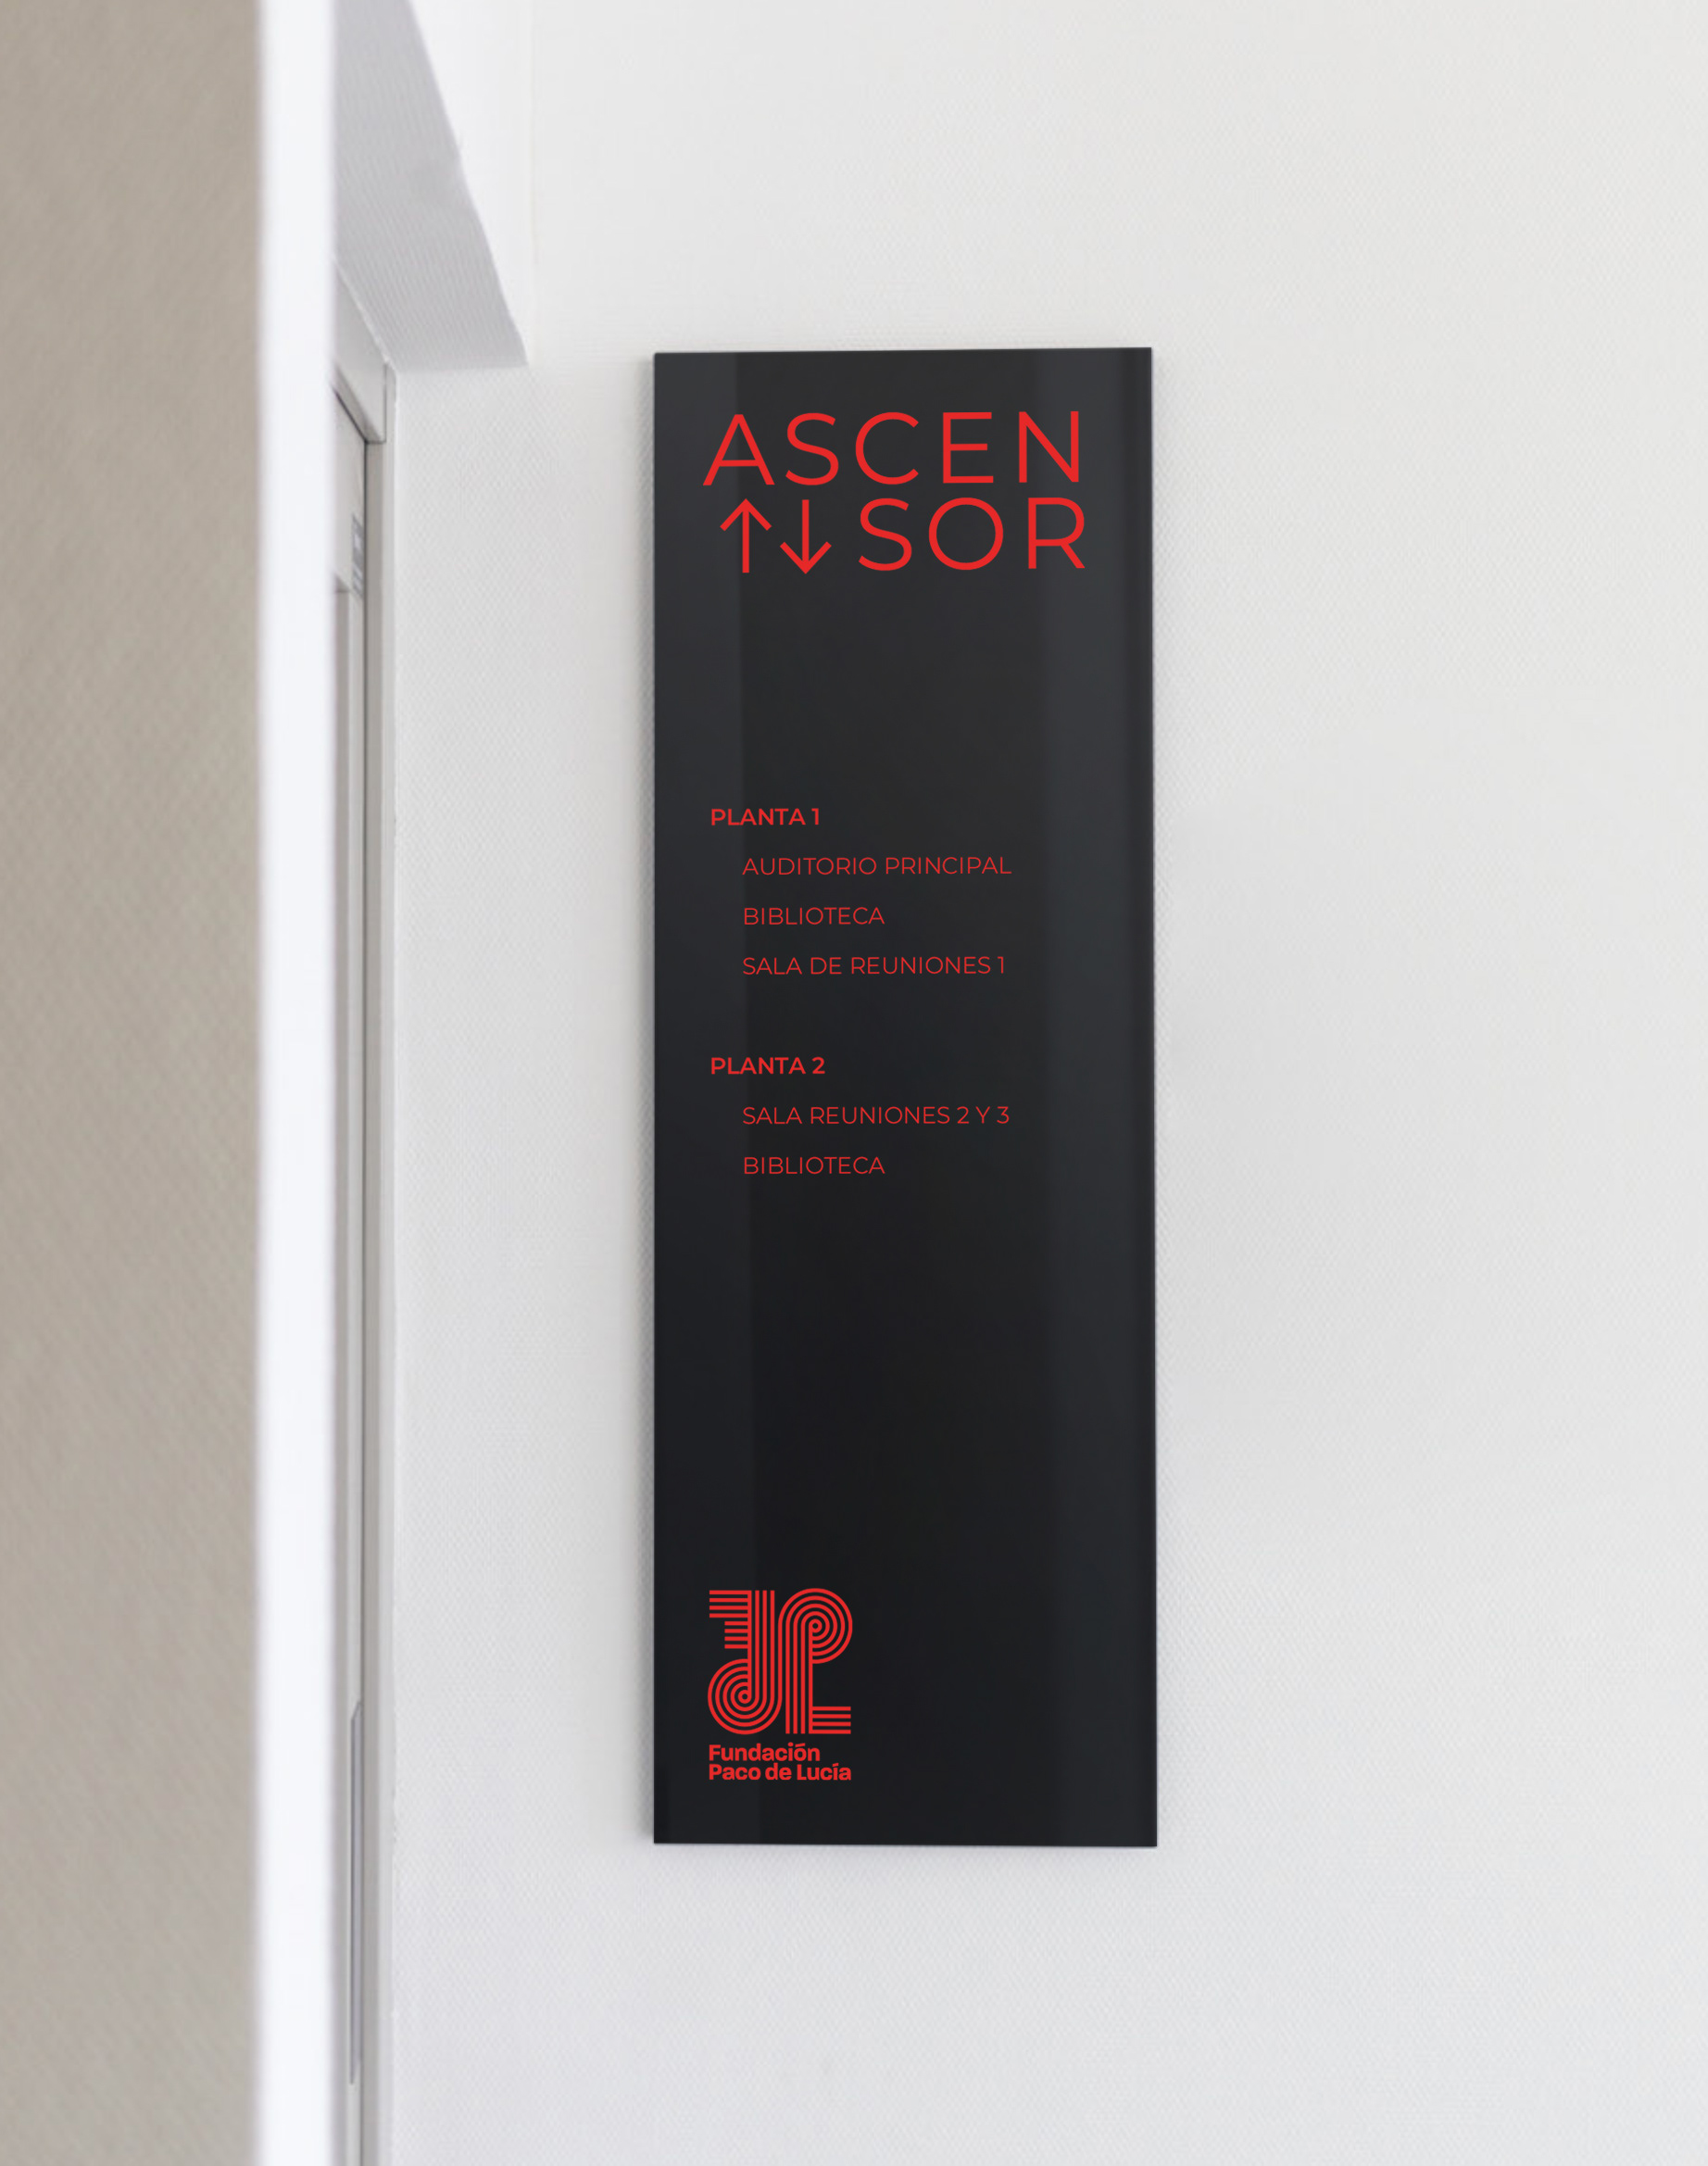 ASCEN
↑↓SOR
PLANTA 1
AUDITORIO PRINCIPAL
BIBLIOTECA
SALA DE REUNIONES 1
PLANTA 2
SALA REUNIONES 2 Y 3
BIBLIOTECA
Fundación
Paco de Lucía